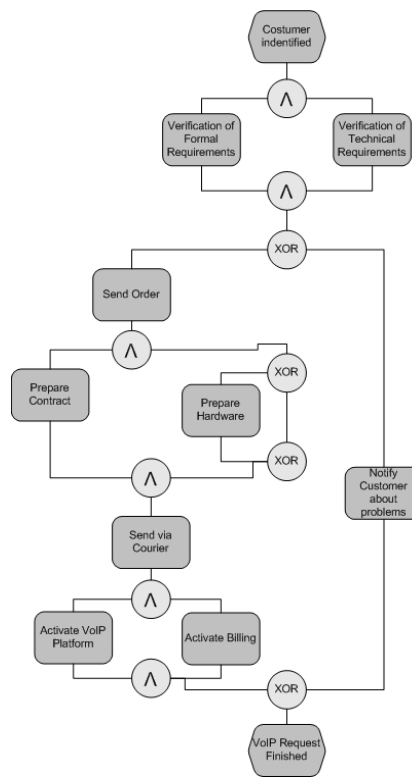 Costumer
indentified
Λ
Verification of
Formal
Requirements
Verification of
Technical
Requirements
Λ
XOR
Send Order
Λ
XOR
Prepare
Contract
Prepare
Hardware
XOR
Λ
Notify
Customer
about
problems
Send via
Courier
Λ
Activate VoIP
Platform
Activate Billing
Λ
XOR
VoIP Request
Finished